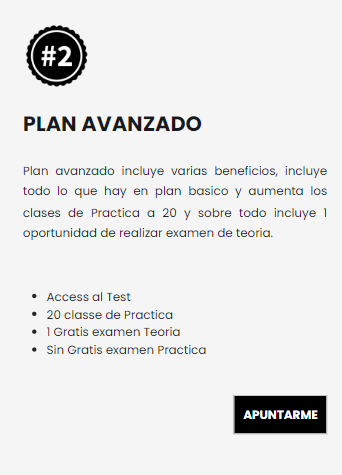 #2
PLAN AVANZADO
Plan avanzado incluye varias beneficios, incluye
todo lo que hay en plan basico y aumenta los
clases de Practica a 20 y sobre todo incluye 1
oportunidad de realizar examen de teoria.
• Access al Test
• 20 classe de Practica
• 1 Gratis examen Teoria
• Sin Gratis examen Practica
APUNTARME